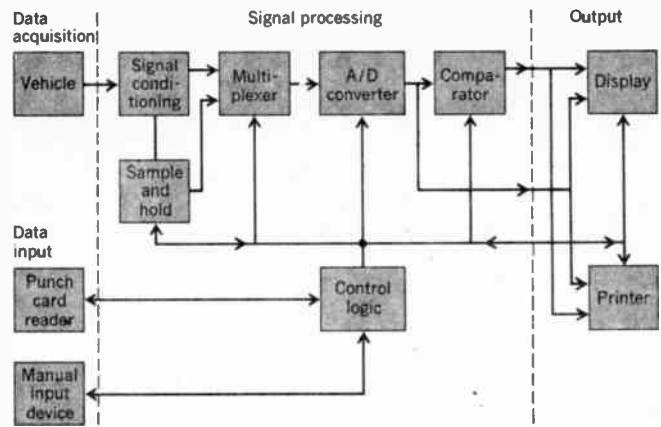 Data
acquisition
Signal processing
Output
Vehicle
Signal
condi-
tioning
Multi-
plexer
A/D
converter
Compa-
rator
Display
Sample
and
hold
Data
input
Punch
card
reader
Control
logic
Printer
Manual
input
device